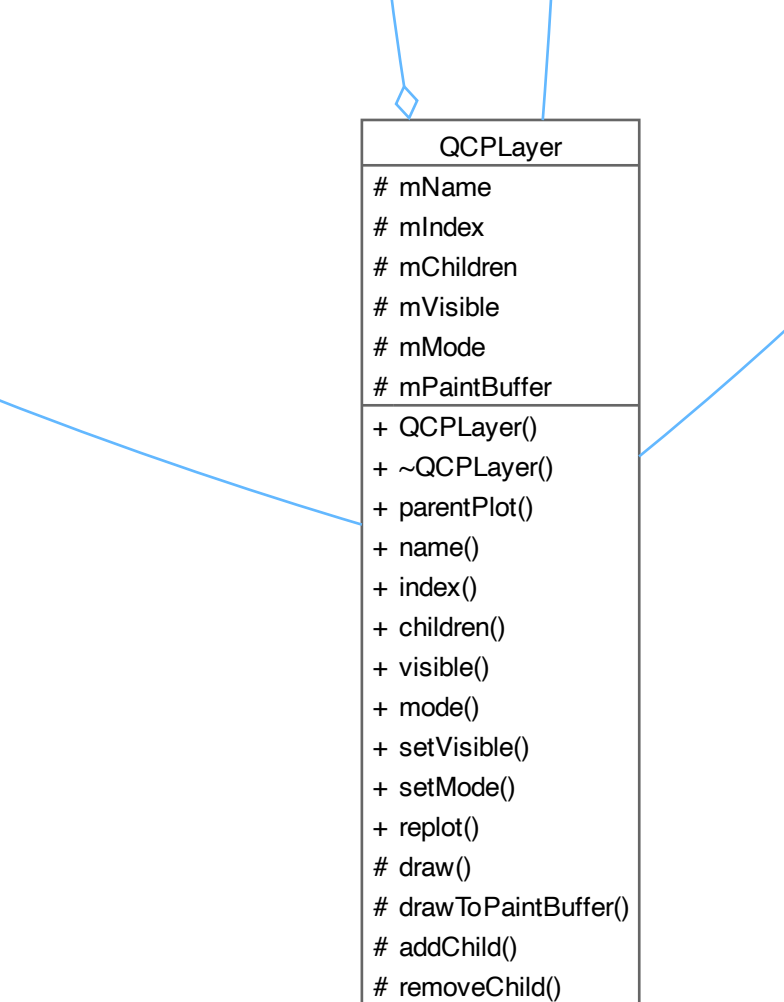 QCPLayer
# mName
# mIndex
# mChildren
# mVisible
# mMode
# mPaintBuffer
+ QCPLayer()
+ ~QCPLayer()
+ parentPlot()
+ name()
+ index()
+ children()
+ visible()
+ mode()
+ setVisible()
+ setMode()
+ replot()
# draw()
# drawToPaintBuffer()
# addChild()
# removeChild()